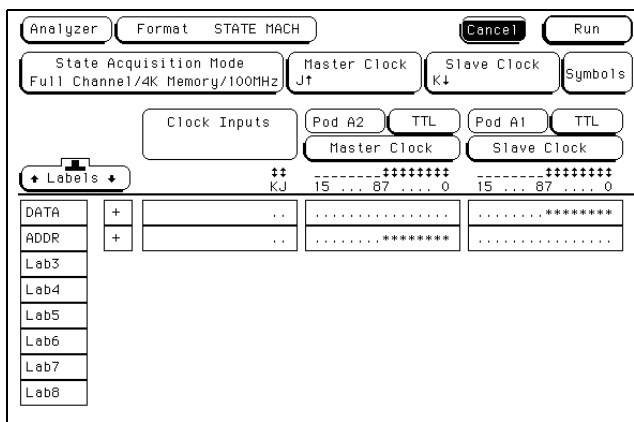 Analyzer Format STATE MACH Cancel Run
State Acquisition Mode Master Clock Slave Clock Symbols
Full Channel/4K Memory/100MHz J↑ K↓
Clock Inputs Pod A2 TTL Pod A1 TTL
Master Clock Slave Clock
↑ Labels ↓ ↕↕ --------↕↕↕↕↕↕↕↕ --------↕↕↕↕↕↕↕↕
KJ 15 ... 87 .... 0 15 ... 87 .... 0
DATA + .. ................ ........********
ADDR + .. ........******** ................
Lab3
Lab4
Lab5
Lab6
Lab7
Lab8